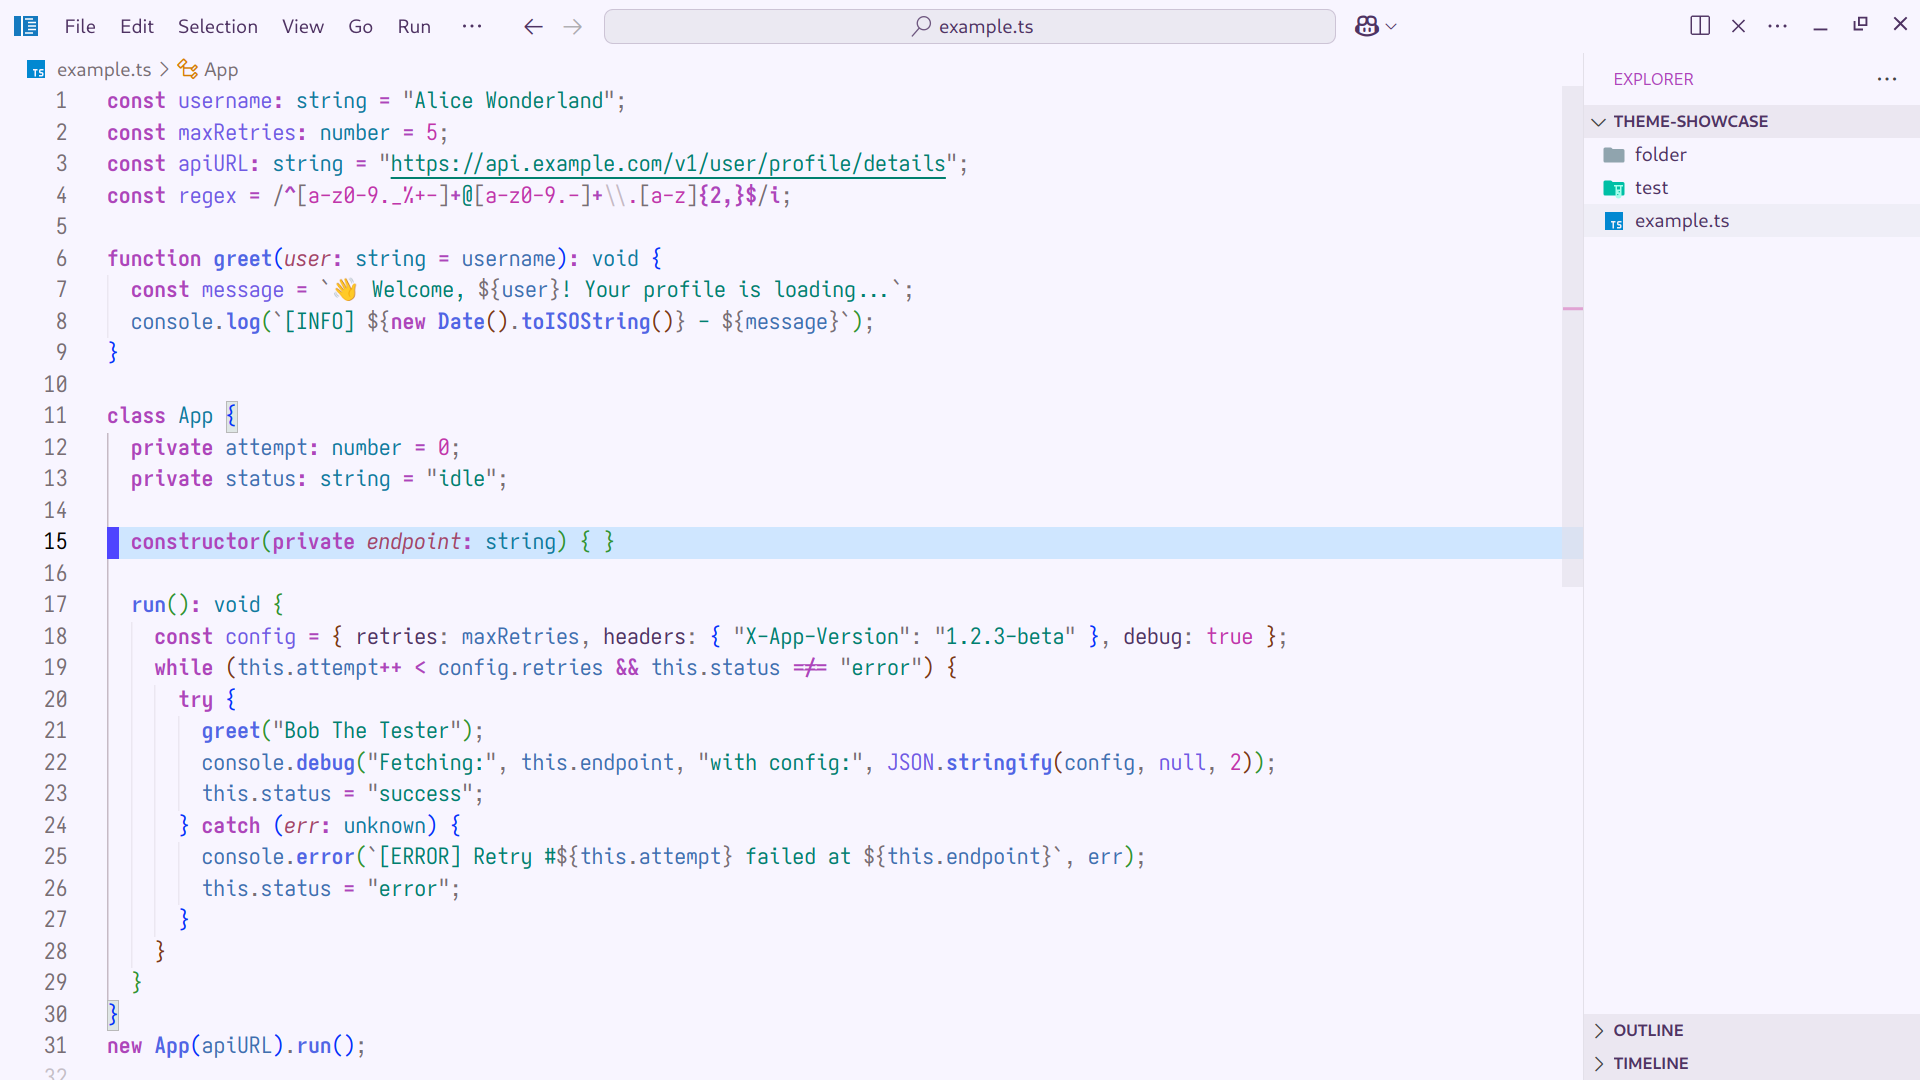 File Edit Selection View Go Run ··· example.ts
example.ts > App
1 const username: string = "Alice Wonderland";
2 const maxRetries: number = 5;
3 const apiURL: string = "https://api.example.com/v1/user/profile/details";
4 const regex = /^[a-z0-9._%+-]+@[a-z0-9.-]+\\.[a-z]{2,}$/i;
5
6 function greet(user: string = username): void {
7   const message = `👋 Welcome, ${user}! Your profile is loading...`;
8   console.log(`[INFO] ${new Date().toISOString()} - ${message}`);
9 }
10
11 class App {
12   private attempt: number = 0;
13   private status: string = "idle";
14
15   constructor(private endpoint: string) { }
16
17   run(): void {
18     const config = { retries: maxRetries, headers: { "X-App-Version": "1.2.3-beta" }, debug: true };
19     while (this.attempt++ < config.retries && this.status !== "error") {
20       try {
21         greet("Bob The Tester");
22         console.debug("Fetching:", this.endpoint, "with config:", JSON.stringify(config, null, 2));
23         this.status = "success";
24       } catch (err: unknown) {
25         console.error(`[ERROR] Retry #${this.attempt} failed at ${this.endpoint}`, err);
26         this.status = "error";
27       }
28     }
29   }
30 }
31 new App(apiURL).run();
32
EXPLORER ···
THEME-SHOWCASE
folder
test
example.ts
OUTLINE
TIMELINE